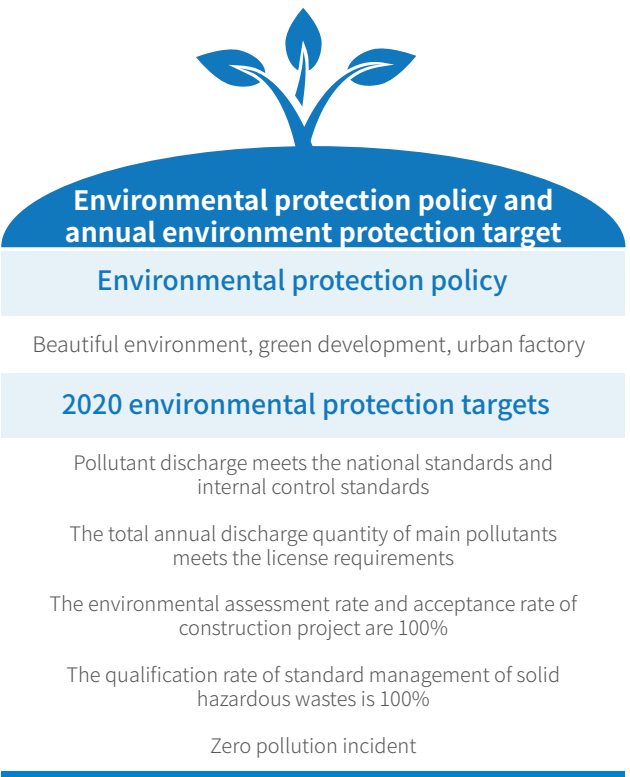 Environmental protection policy and
annual environment protection target
Environmental protection policy
Beautiful environment, green development, urban factory
2020 environmental protection targets
Pollutant discharge meets the national standards and
internal control standards
The total annual discharge quantity of main pollutants
meets the license requirements
The environmental assessment rate and acceptance rate of
construction project are 100%
The qualification rate of standard management of solid
hazardous wastes is 100%
Zero pollution incident